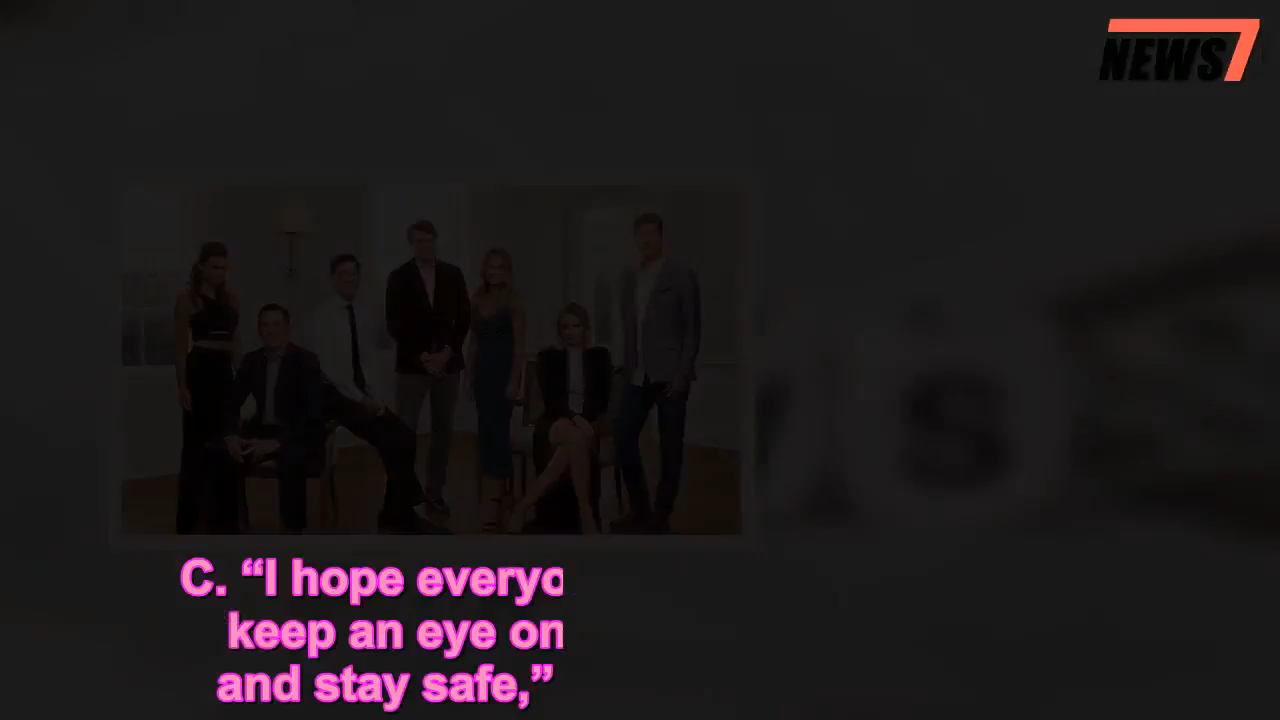 NEWS7
C. “I hope everyo
keep an eye on
and stay safe,”
S